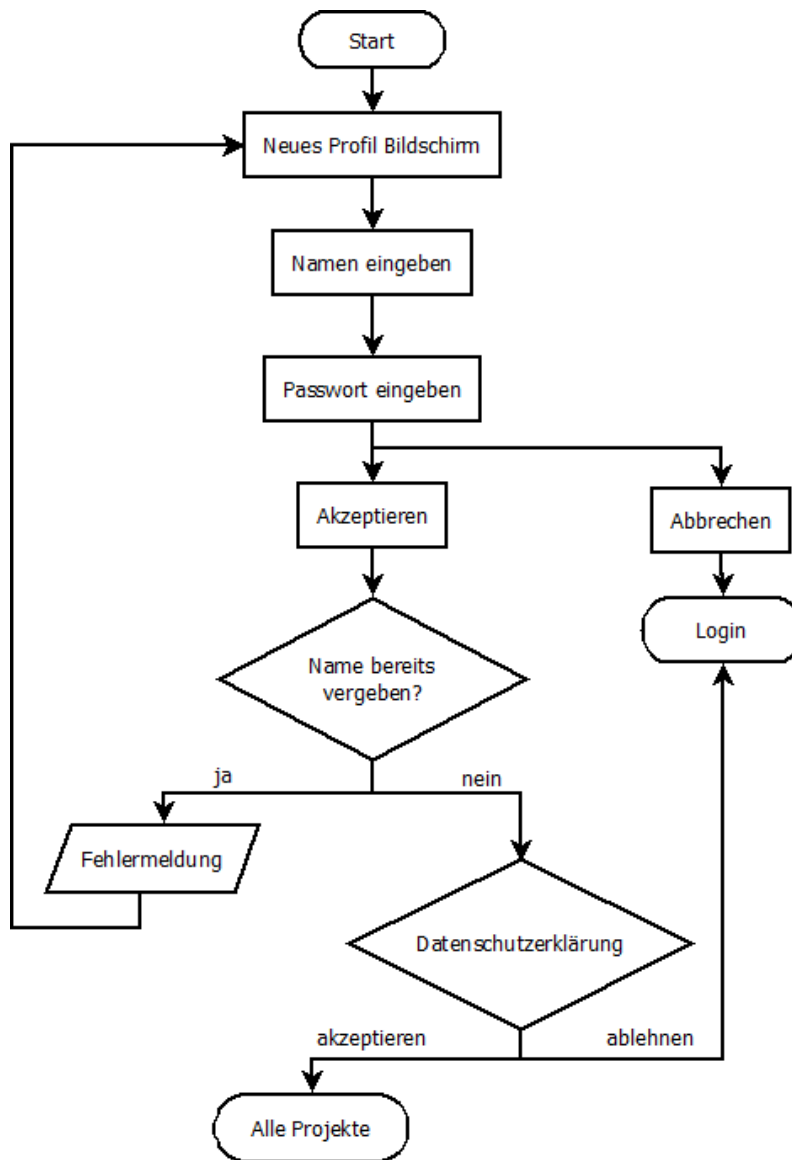 Start
Neues Profil Bildschirm
Namen eingeben
Passwort eingeben
Akzeptieren
Abbrechen
Login
Name bereits
vergeben?
ja
nein
Fehlermeldung
Datenschutzerklärung
akzeptieren
ablehnen
Alle Projekte